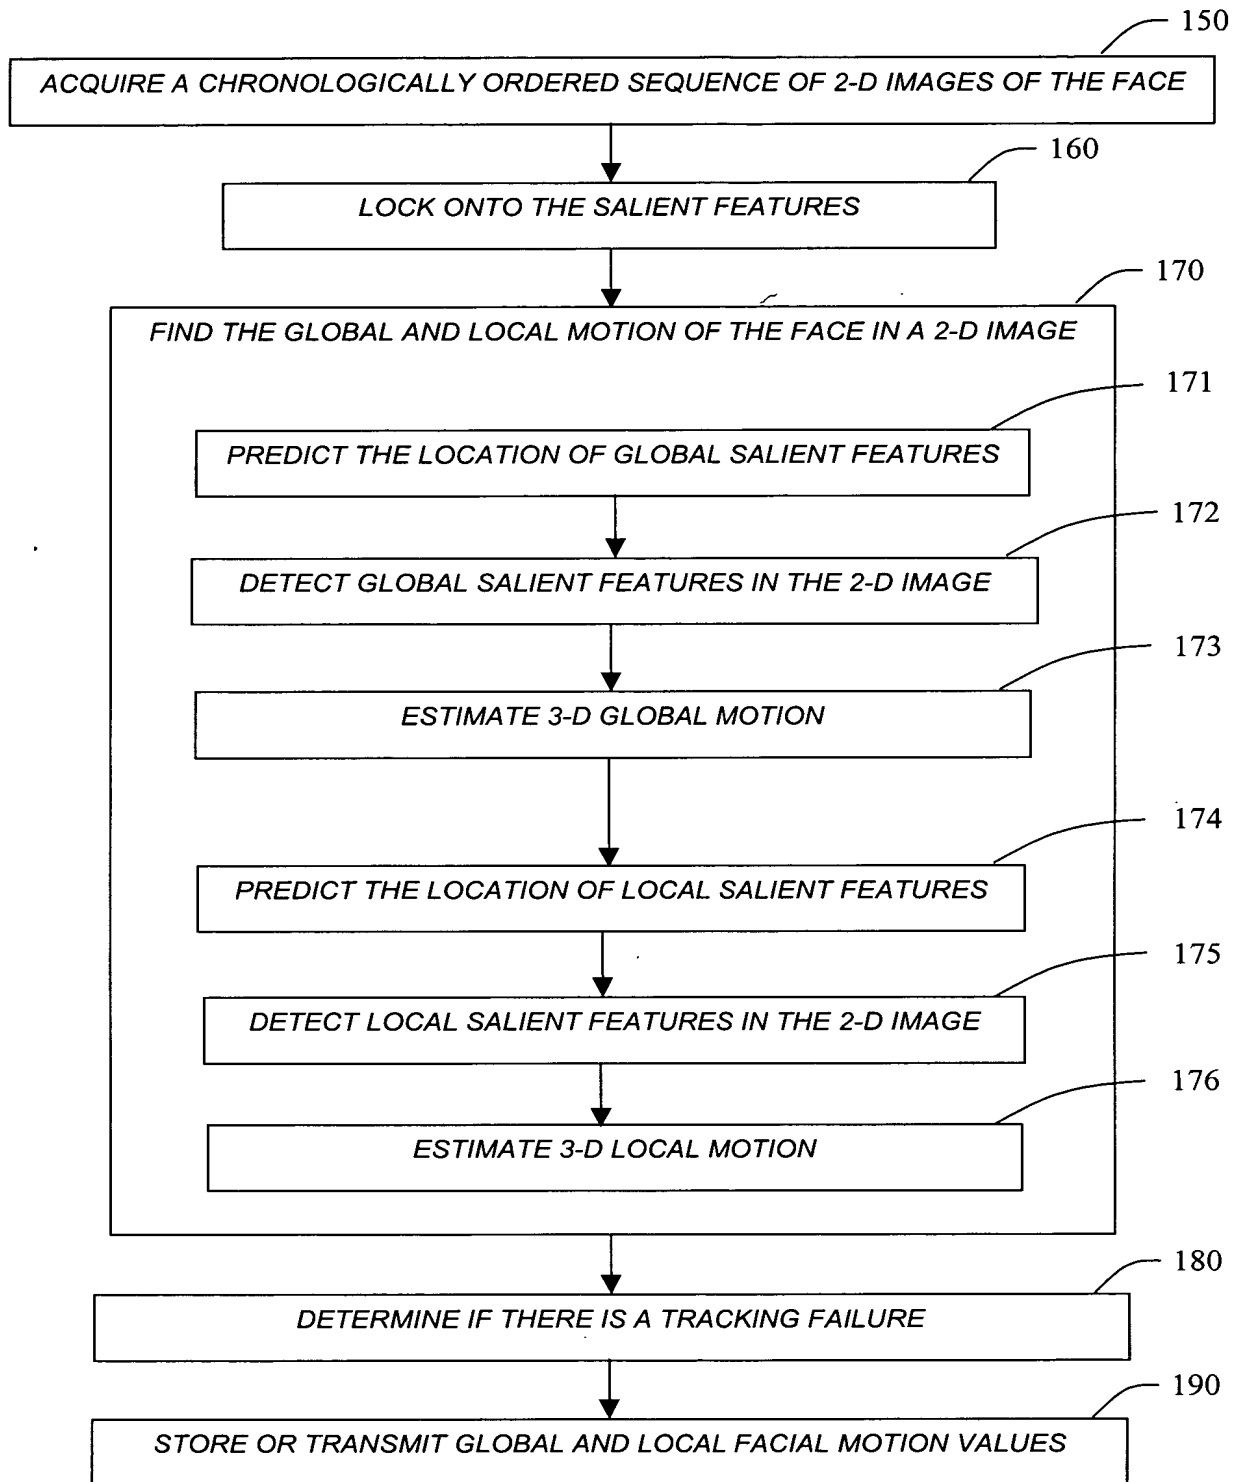 150
ACQUIRE A CHRONOLOGICALLY ORDERED SEQUENCE OF 2-D IMAGES OF THE FACE
160
LOCK ONTO THE SALIENT FEATURES
170
FIND THE GLOBAL AND LOCAL MOTION OF THE FACE IN A 2-D IMAGE
171
PREDICT THE LOCATION OF GLOBAL SALIENT FEATURES
172
DETECT GLOBAL SALIENT FEATURES IN THE 2-D IMAGE
173
ESTIMATE 3-D GLOBAL MOTION
174
PREDICT THE LOCATION OF LOCAL SALIENT FEATURES
175
DETECT LOCAL SALIENT FEATURES IN THE 2-D IMAGE
176
ESTIMATE 3-D LOCAL MOTION
180
DETERMINE IF THERE IS A TRACKING FAILURE
190
STORE OR TRANSMIT GLOBAL AND LOCAL FACIAL MOTION VALUES